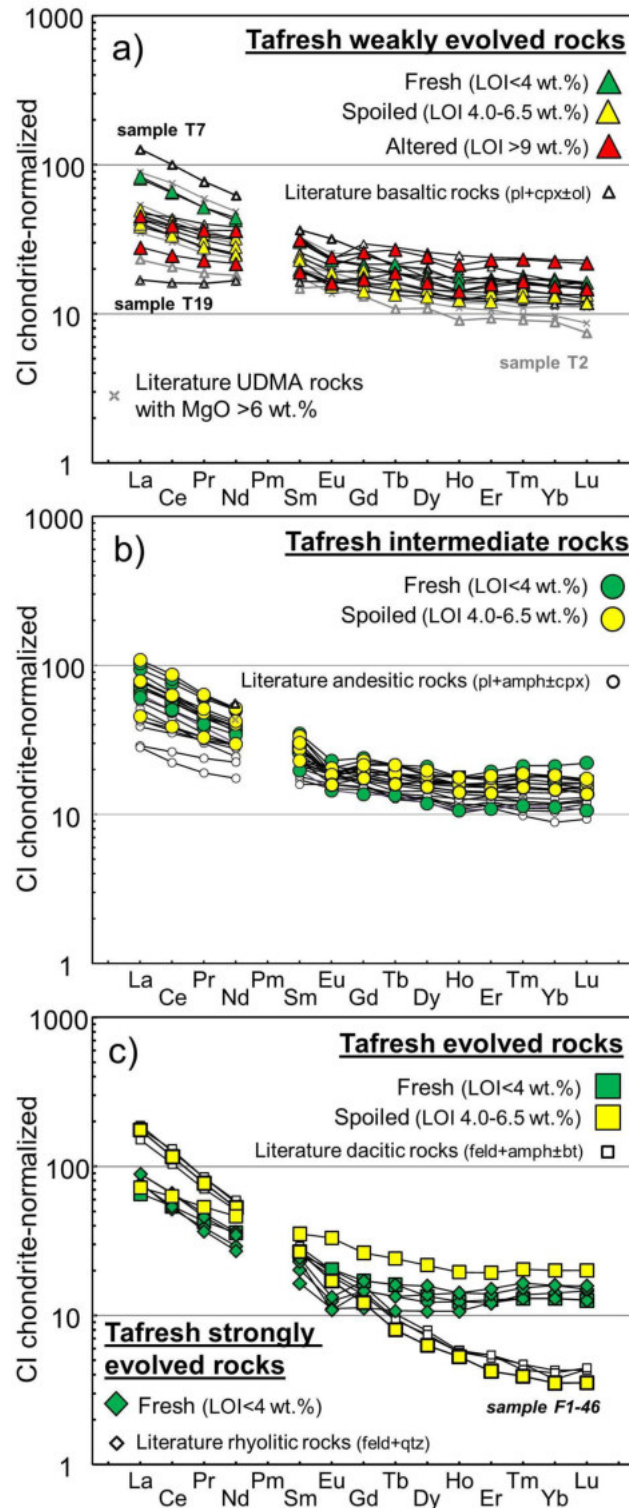 1000
a)
Tafresh weakly evolved rocks
Fresh (LOI<4 wt.%)
Spoiled (LOI 4.0-6.5 wt.%)
Altered (LOI >9 wt.%)
sample T7
100
Literature basaltic rocks (pl+cpx±ol)
CI chondrite-normalized
sample T19
10
sample T2
Literature UDMA rocks
with MgO >6 wt.%
1
La Ce Pr Nd Pm Sm Eu Gd Tb Dy Ho Er Tm Yb Lu
1000
b)
Tafresh intermediate rocks
Fresh (LOI<4 wt.%)
Spoiled (LOI 4.0-6.5 wt.%)
100
Literature andesitic rocks (pl+amph±cpx)
CI chondrite-normalized
10
1
La Ce Pr Nd Pm Sm Eu Gd Tb Dy Ho Er Tm Yb Lu
1000
c)
Tafresh evolved rocks
Fresh (LOI<4 wt.%)
Spoiled (LOI 4.0-6.5 wt.%)
Literature dacitic rocks (feld+amph±bt)
100
CI chondrite-normalized
10
Tafresh strongly
evolved rocks
Fresh (LOI<4 wt.%)
sample F1-46
Literature rhyolitic rocks (feld+qtz)
1
La Ce Pr Nd Pm Sm Eu Gd Tb Dy Ho Er Tm Yb Lu